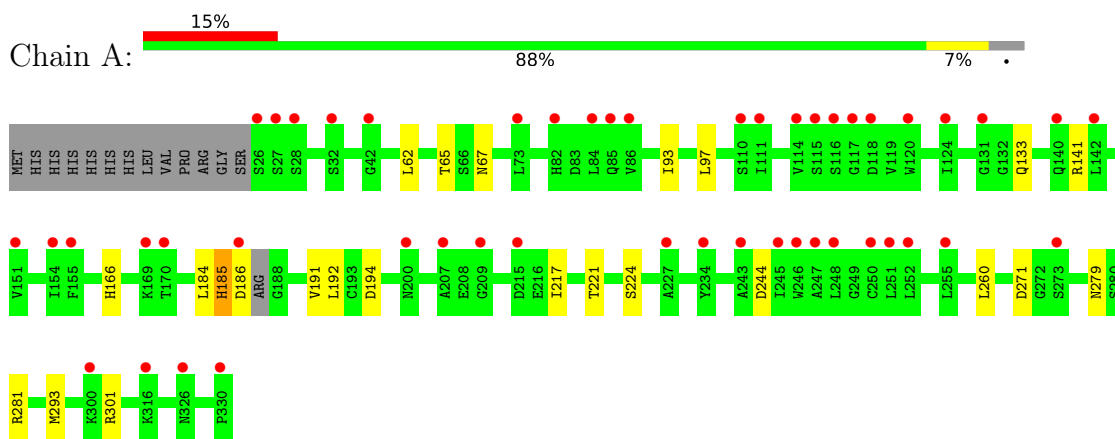 15%
Chain A:
88% 7% •
MET HIS HIS HIS HIS HIS HIS LEU VAL PRO ARG GLY SER S26 S27 S28 S32 G42 L62 T65 S66 N67 L73 H82 D83 L84 Q85 V86 I93 L97 S110 I111 V114 S115 S116 G117 D118 V119 W120 I124 G131 G132 Q133 Q140 R141 L142
V151 I154 F155 H166 K169 T170 L184 H185 D186 ARG G188 V191 L192 C193 D194 N200 A207 E208 G209 D215 E216 I217 T221 S224 A227 Y234 A243 D244 I245 W246 A247 L248 G249 C250 L251 L252 L255 L260 D271 G272 S273 N279 S280
R281 M293 K300 R301 K316 N326 P330